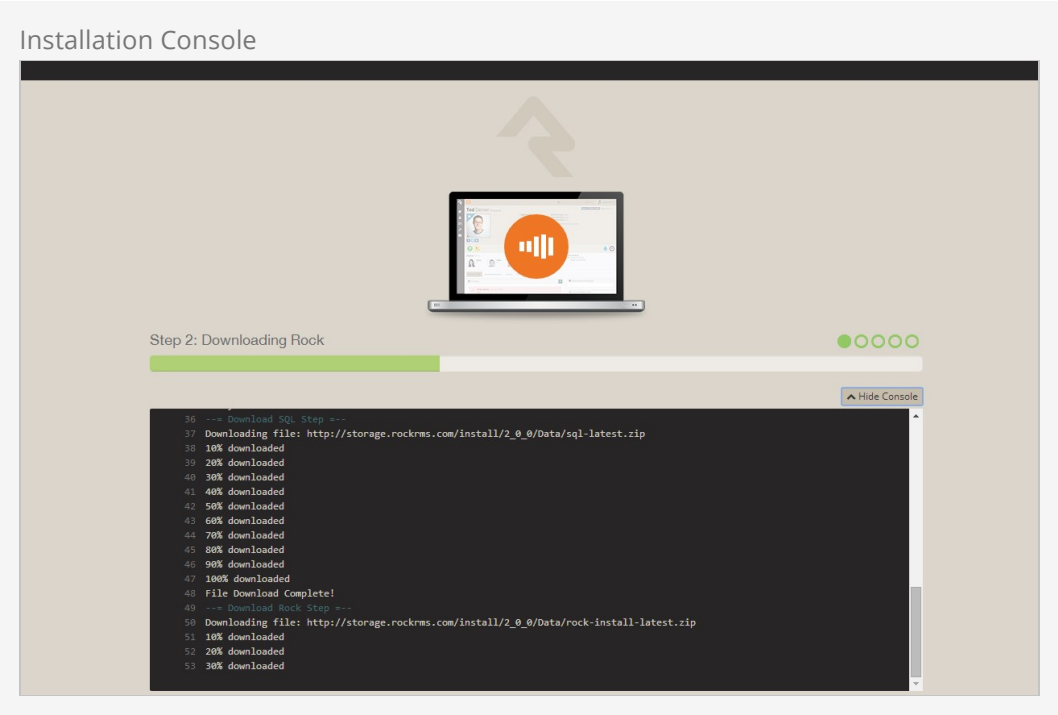 Installation Console
Step 2: Downloading Rock
Hide Console
36 --= Download SQL Step =--
37 Downloading file: http://storage.rockrms.com/install/2_0_0/Data/sql-latest.zip
38 10% downloaded
39 20% downloaded
40 30% downloaded
41 40% downloaded
42 50% downloaded
43 60% downloaded
44 70% downloaded
45 80% downloaded
46 90% downloaded
47 100% downloaded
48 File Download Complete!
49 --= Download Rock Step =--
50 Downloading file: http://storage.rockrms.com/install/2_0_0/Data/rock-install-latest.zip
51 10% downloaded
52 20% downloaded
53 30% downloaded